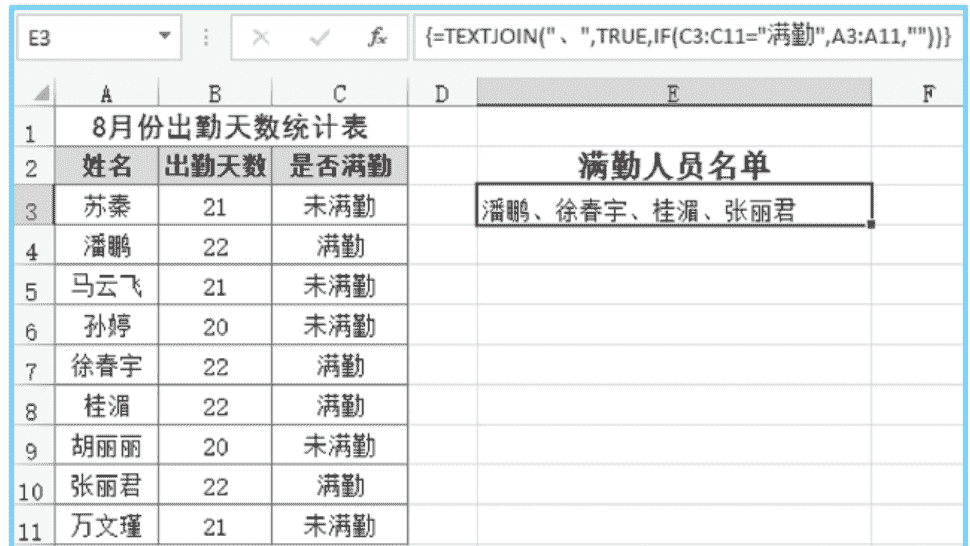 E3 fx {=TEXTJOIN("、",TRUE,IF(C3:C11="满勤",A3:A11,""))}
A B C D E F
1 8月份出勤天数统计表
2 姓名 出勤天数 是否满勤 满勤人员名单
3 苏秦 21 未满勤 潘鹏、徐春宇、桂湄、张丽君
4 潘鹏 22 满勤
5 马云飞 21 未满勤
6 孙婷 20 未满勤
7 徐春宇 22 满勤
8 桂湄 22 满勤
9 胡丽丽 20 未满勤
10 张丽君 22 满勤
11 万文瑾 21 未满勤